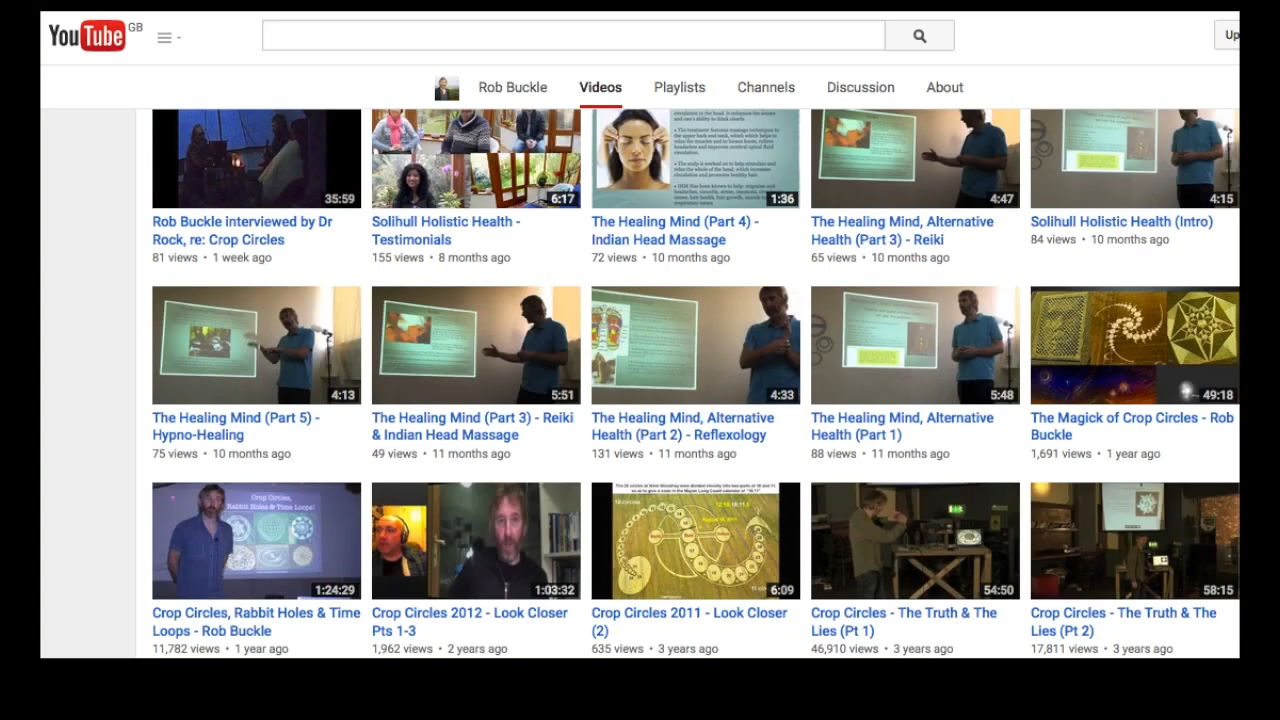 YouTube GB
Up
Rob Buckle Videos Playlists Channels Discussion About
35:59
6:17
1:36
4:47
4:15
Rob Buckle interviewed by Dr
Rock, re: Crop Circles
81 views • 1 week ago
Solihull Holistic Health -
Testimonials
155 views • 8 months ago
The Healing Mind (Part 4) -
Indian Head Massage
72 views • 10 months ago
The Healing Mind, Alternative
Health (Part 3) - Reiki
65 views • 10 months ago
Solihull Holistic Health (Intro)
84 views • 10 months ago
4:13
5:51
4:33
5:48
49:18
The Healing Mind (Part 5) -
Hypno-Healing
75 views • 10 months ago
The Healing Mind (Part 3) - Reiki
& Indian Head Massage
49 views • 11 months ago
The Healing Mind, Alternative
Health (Part 2) - Reflexology
131 views • 11 months ago
The Healing Mind, Alternative
Health (Part 1)
88 views • 11 months ago
The Magick of Crop Circles - Rob
Buckle
1,691 views • 1 year ago
Crop Circles,
Rabbit Holes & Time Loops!
1:24:29
1:03:32
6:09
54:50
58:15
Crop Circles, Rabbit Holes & Time
Loops - Rob Buckle
11,782 views • 1 year ago
Crop Circles 2012 - Look Closer
Pts 1-3
1,962 views • 2 years ago
Crop Circles 2011 - Look Closer
(2)
635 views • 3 years ago
Crop Circles - The Truth & The
Lies (Pt 1)
46,910 views • 3 years ago
Crop Circles - The Truth & The
Lies (Pt 2)
17,811 views • 3 years ago